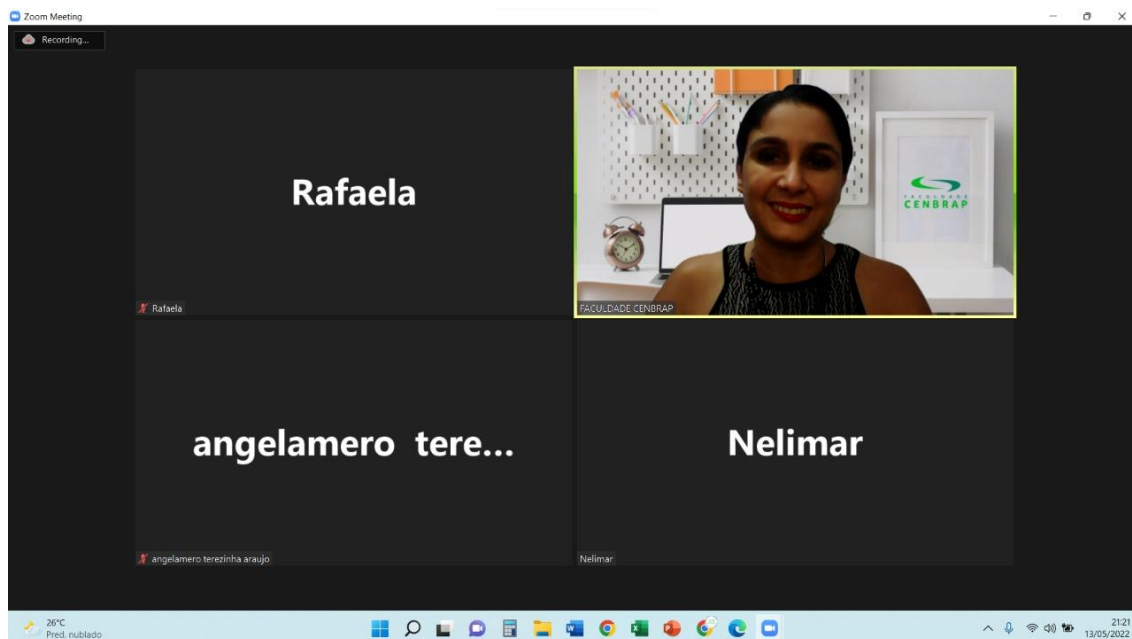 Zoom Meeting
Recording...
Rafaela
Rafaela
FACULDADE
CENBRAP
FACULDADE CENBRAP
angelamero tere...
angelamero terezinha araujo
Nelimar
Nelimar
26°C
Pred. nublado
21:21
13/05/2022